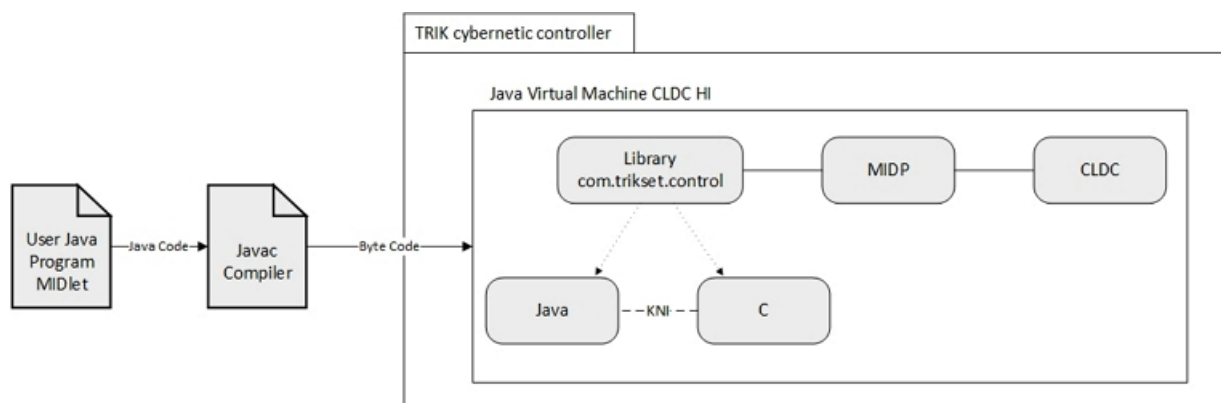 TRIK cybernetic controller
Java Virtual Machine CLDC HI
Library
com.trikset.control
MIDP
CLDC
User Java
Program
MIDlet
Java Code
Javac
Compiler
Byte Code
Java
KNI
C